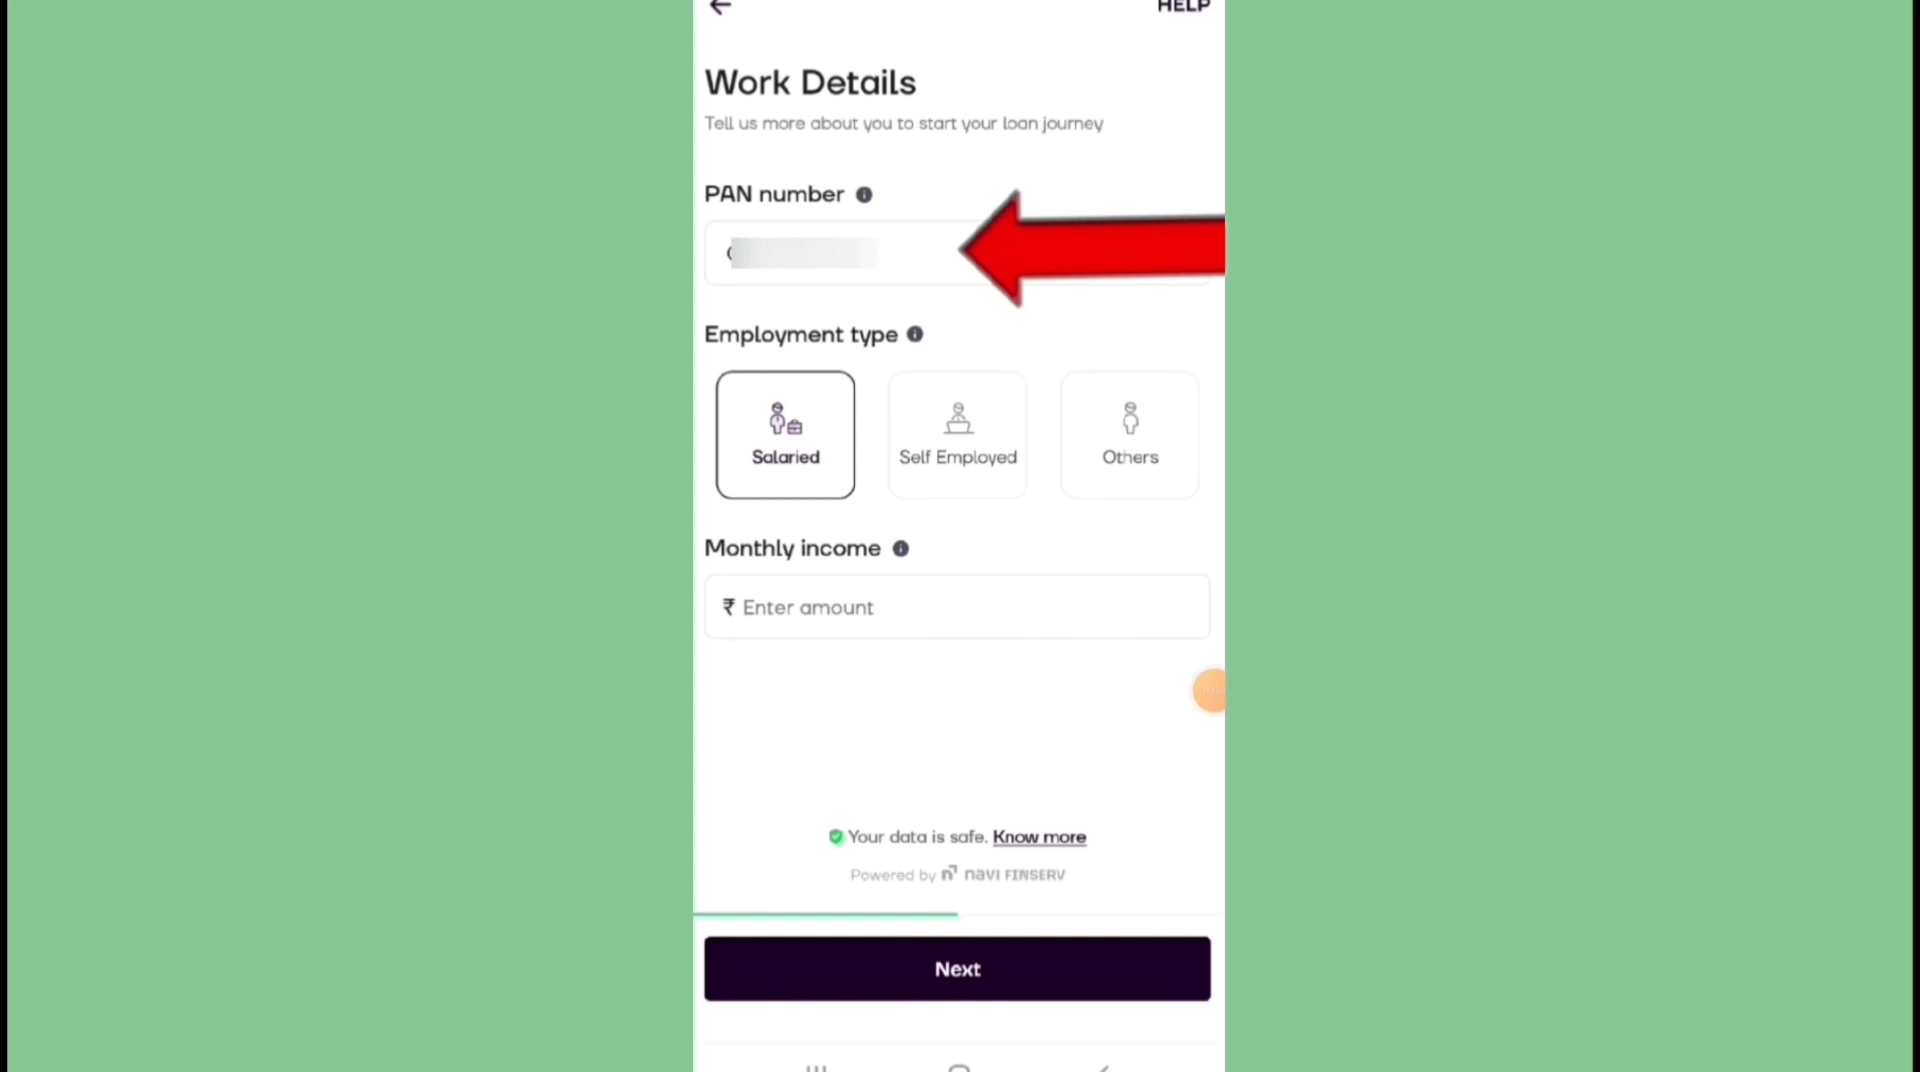 HELP
Work Details
Tell us more about you to start your loan journey
PAN number
Employment type
Salaried
Self Employed
Others
Monthly income
₹ Enter amount
Your data is safe. Know more
Powered by navi FINSERV
Next